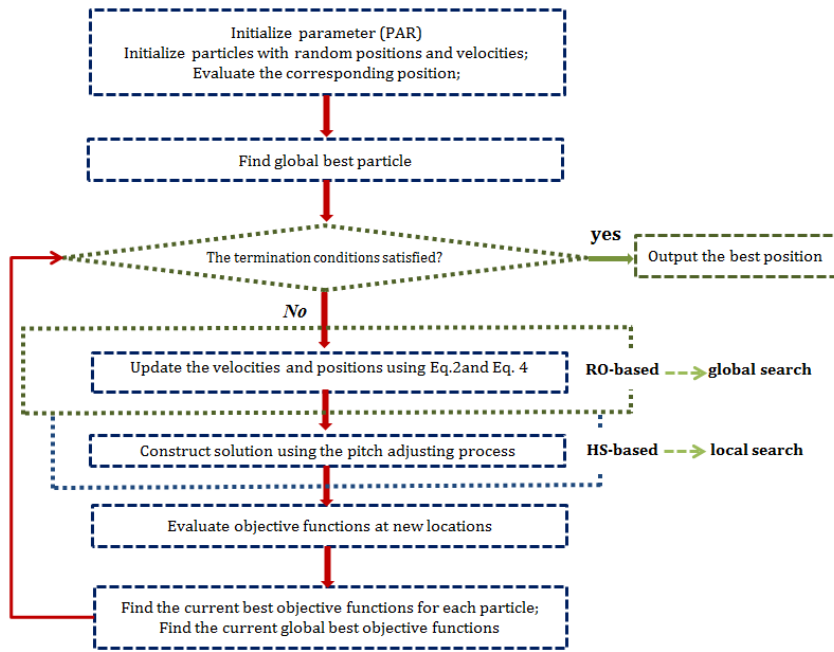 Initialize parameter (PAR)
Initialize particles with random positions and velocities;
Evaluate the corresponding position;
Find global best particle
The termination conditions satisfied?
yes
Output the best position
No
Update the velocities and positions using Eq.2and Eq. 4
RO-based
global search
Construct solution using the pitch adjusting process
HS-based
local search
Evaluate objective functions at new locations
Find the current best objective functions for each particle;
Find the current global best objective functions